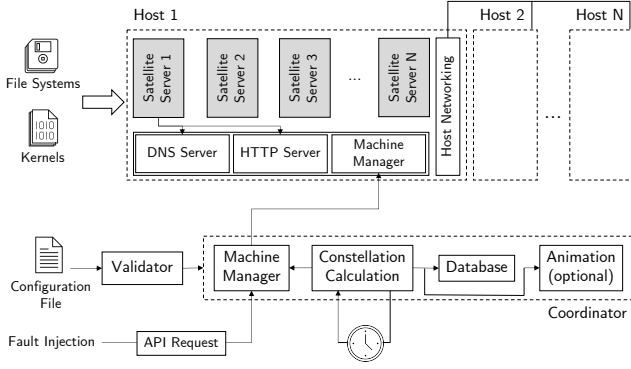 Host 1
Host 2
Host N
File Systems
Kernels
1010
1010
Satellite
Server 1
Satellite
Server 2
Satellite
Server 3
...
Satellite
Server N
Host Networking
...
DNS Server
HTTP Server
Machine
Manager
Configuration
File
Validator
Machine
Manager
Constellation
Calculation
Database
Animation
(optional)
Coordinator
Fault Injection
API Request